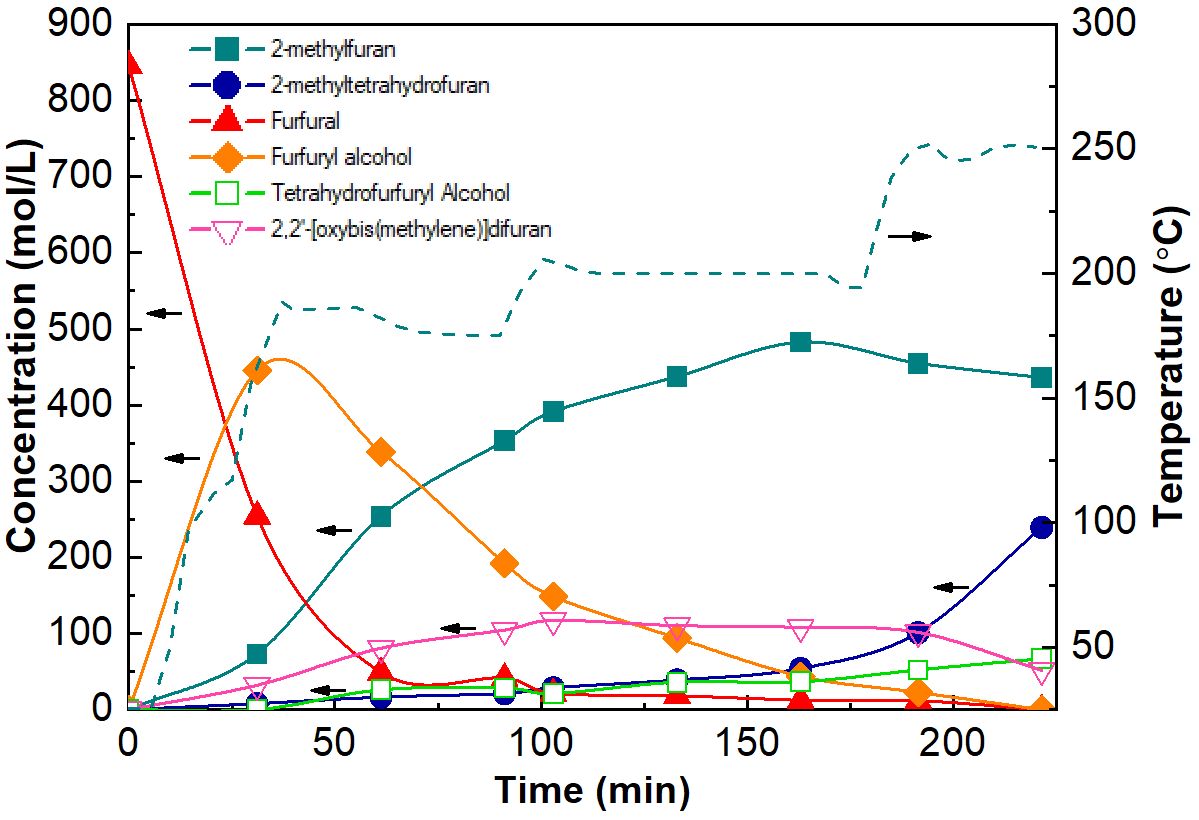 Concentration (mol/L)
900
800
700
600
500
400
300
200
100
0
2-methylfuran
2-methyltetrahydrofuran
Furfural
Furfuryl alcohol
Tetrahydrofurfuryl Alcohol
2,2'-[oxybis(methylene)]difuran
300
250
200
150
100
50
Temperature (°C)
0
50
100
150
200
Time (min)